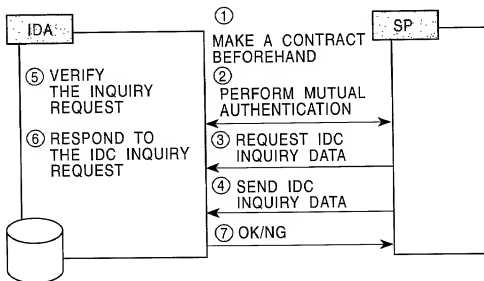 IDA
SP
① MAKE A CONTRACT
BEFOREHAND
② PERFORM MUTUAL
AUTHENTICATION
③ REQUEST IDC
INQUIRY DATA
④ SEND IDC
INQUIRY DATA
⑤ VERIFY
THE INQUIRY
REQUEST
⑥ RESPOND TO
THE IDC INQUIRY
REQUEST
⑦ OK/NG